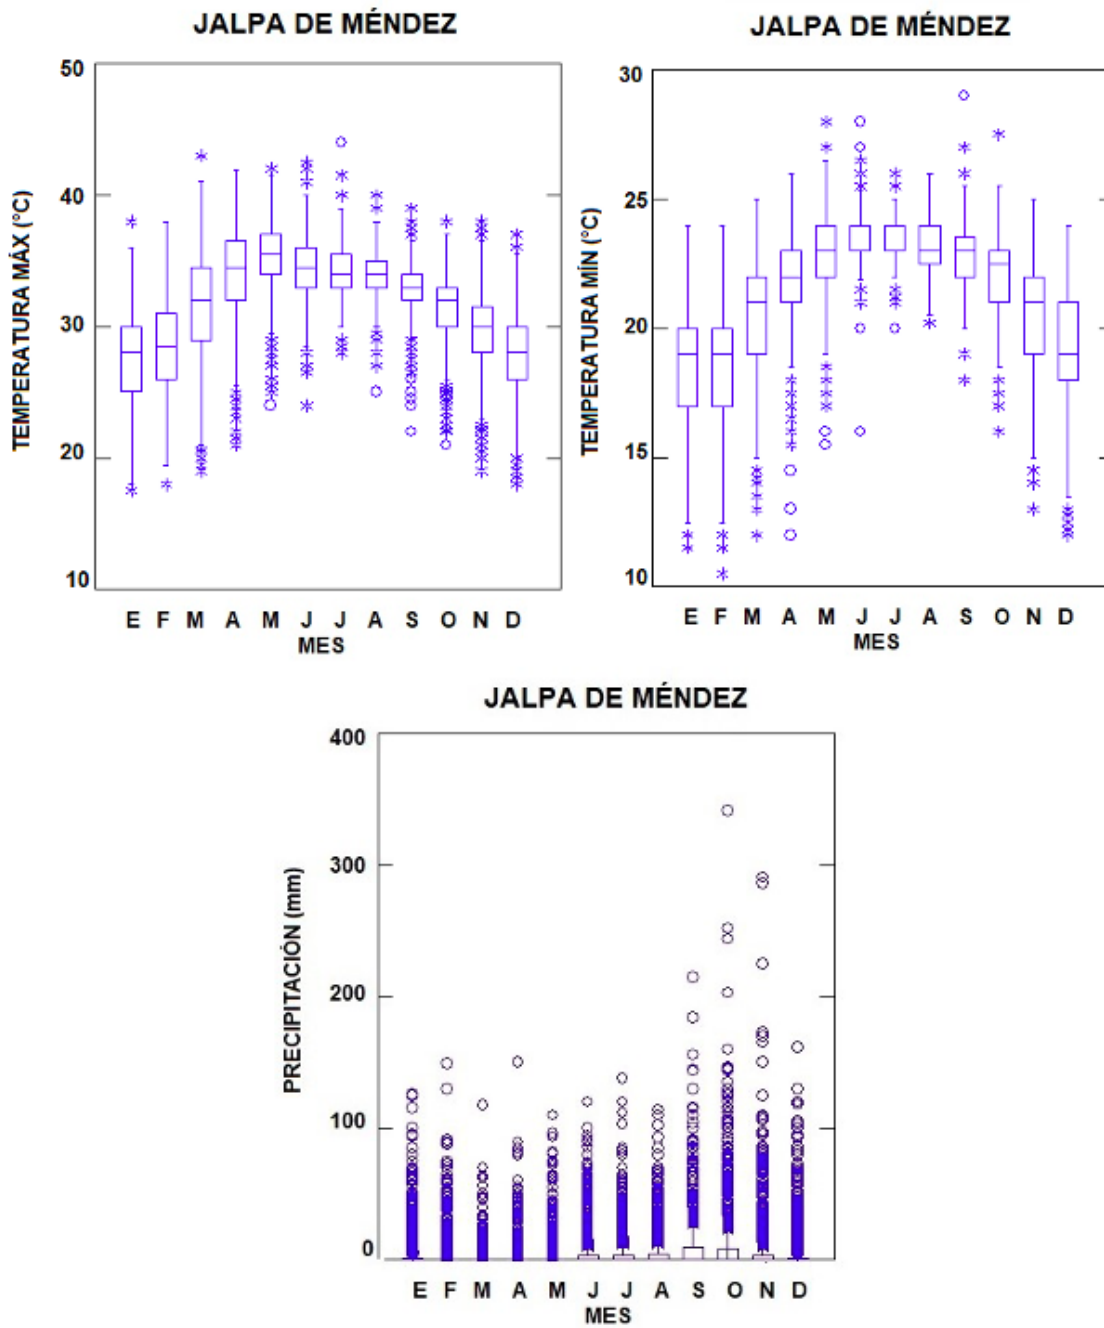 JALPA DE MÉNDEZ
TEMPERATURA MÁX (°C)
50
40
30
20
10
E F M A M J J A S O N D
MES
JALPA DE MÉNDEZ
TEMPERATURA MÍN (°C)
30
25
20
15
10
E F M A M J J A S O N D
MES
JALPA DE MÉNDEZ
PRECIPITACIÓN (mm)
400
300
200
100
0
E F M A M J J A S O N D
MES